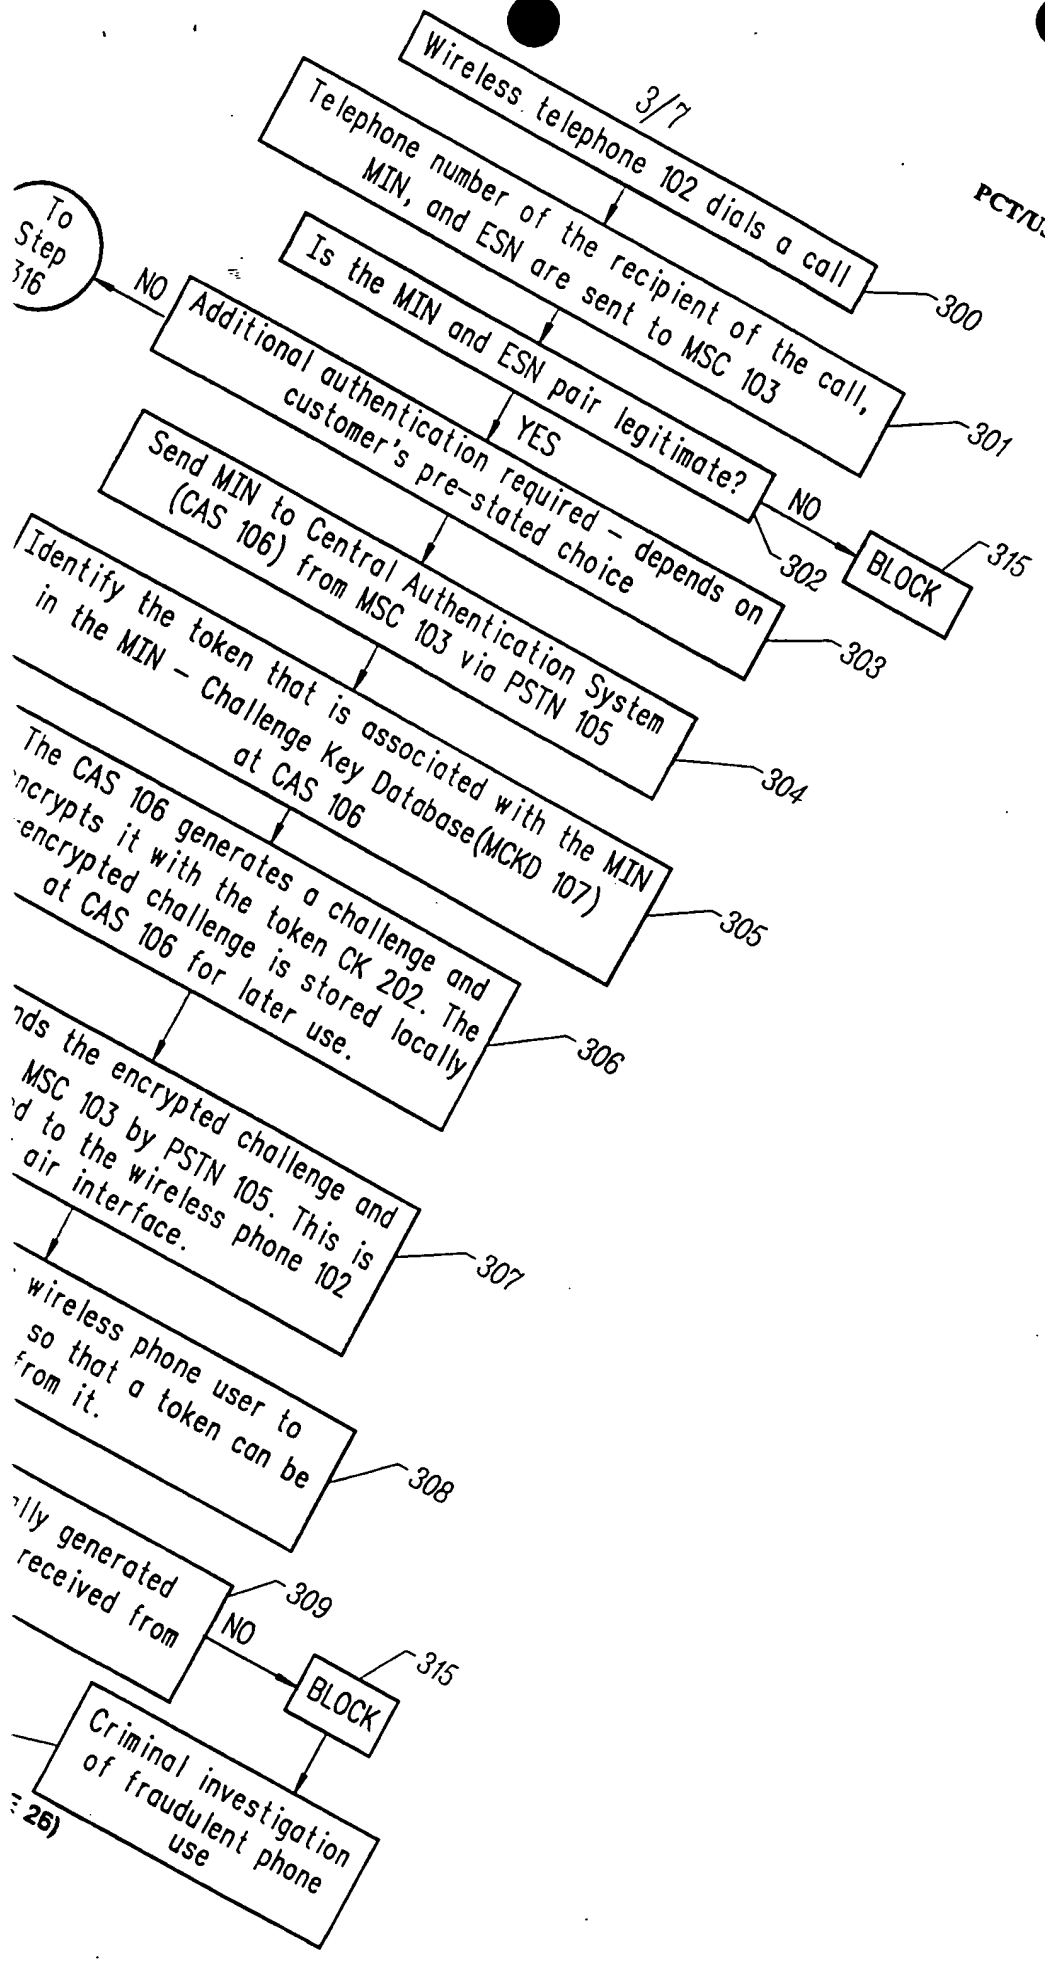 3/7
PCT/US
Wireless telephone 102 dials a call
300
Telephone number of the recipient of the call,
MIN, and ESN are sent to MSC 103
301
Is the MIN and ESN pair legitimate?
302
NO
BLOCK
315
YES
Additional authentication required – depends on
customer's pre-stated choice
303
NO
To
Step
316
Send MIN to Central Authentication System
(CAS 106) from MSC 103 via PSTN 105
304
Identify the token that is associated with the MIN
in the MIN – Challenge Key Database(MCKD 107)
at CAS 106
305
The CAS 106 generates a challenge and
encrypts it with the token CK 202. The
-encrypted challenge is stored locally
at CAS 106 for later use.
306
the encrypted challenge and
MSC 103 by PSTN 105. This is
to the wireless phone 102
air interface.
307
wireless phone user to
so that a token can be
from it.
308
generated
received from
309
NO
BLOCK
315
Criminal investigation
of fraudulent phone
use
26)